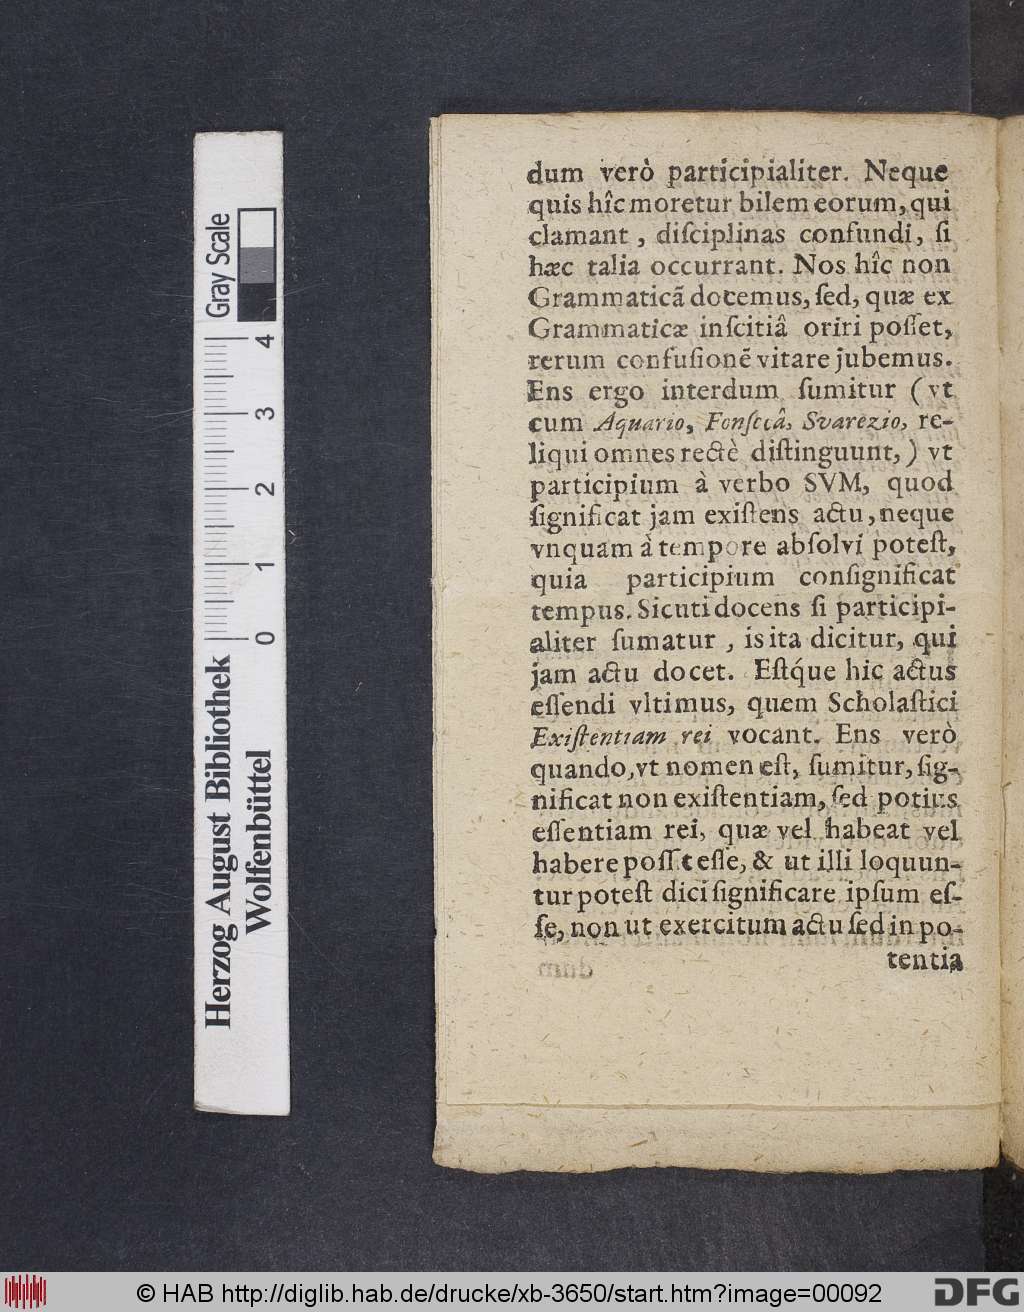 dum verò participialiter. Neque
quis hîc moretur bilem eorum, qui
clamant, diſciplinas confundi, ſi
hæc talia occurrant. Nos hîc non
Grammaticã docemus, ſed, quæ ex
Grammaticæ inſcitiâ oriri poſſet,
rerum confuſionẽ vitare jubemus.
Ens ergo interdum ſumitur (vt
cum Aquario, Fonſecâ, Svarezio, re-
liqui omnes rectè diſtinguunt,) vt
participium à verbo SVM, quod
ſignificat jam exiſtens actu, neque
vnquam à tempore abſolvi poteſt,
quia participium conſignificat
tempus. Sicuti docens ſi participi-
aliter ſumatur, is ita dicitur, qui
jam actu docet. Eſtq́ue hic actus
eſſendi vltimus, quem Scholaſtici
Exiſtentiam rei vocant. Ens verò
quando, vt nomen eſt, ſumitur, ſig-
nificat non exiſtentiam, ſed potius
eſſentiam rei, quæ vel habeat vel
habere poſſit eſſe, & ut illi loquun-
tur poteſt dici ſignificare ipſum eſ-
ſe, non ut exercitum actu ſed in po-
tentia
Gray Scale
4
3
2
1
0
Herzog August Bibliothek
Wolfenbüttel
© HAB http://diglib.hab.de/drucke/xb-3650/start.htm?image=00092
DFG